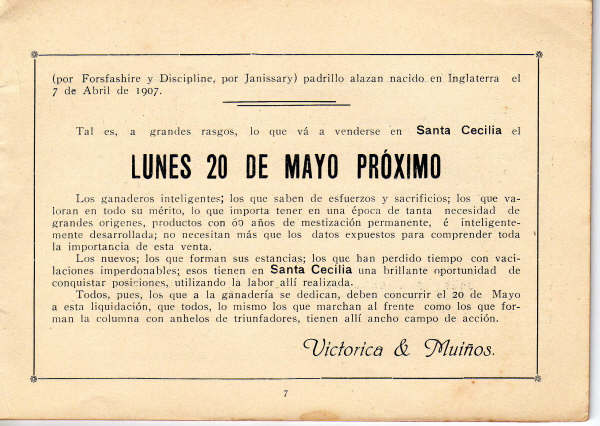 (por Forsfashire y Discipline, por Janissary) padrillo alazan nacido en Inglaterra el
7 de Abril de 1907.
Tal es, a grandes rasgos, lo que vá a venderse en Santa Cecilia el
LUNES 20 DE MAYO PRÓXIMO
Los ganaderos inteligentes; los que saben de esfuerzos y sacrificios; los que va-
loran en todo su mérito, lo que importa tener en una época de tanta necesidad de
grandes origenes, productos con 60 años de mestización permanente, é inteligente-
mente desarrollada; no necesitan más que los datos expuestos para comprender toda
la importancia de esta venta.
Los nuevos; los que forman sus estancias; los que han perdido tiempo con vaci-
laciones imperdonables; esos tienen en Santa Cecilia una brillante oportunidad de
conquistar posiciones, utilizando la labor allí realizada.
Todos, pues, los que a la ganadería se dedican, deben concurrir el 20 de Mayo
a esta liquidación, que todos, lo mismo los que marchan al frente como los que for-
man la columna con anhelos de triunfadores, tienen allí ancho campo de acción.
Victorica & Muiños.
7